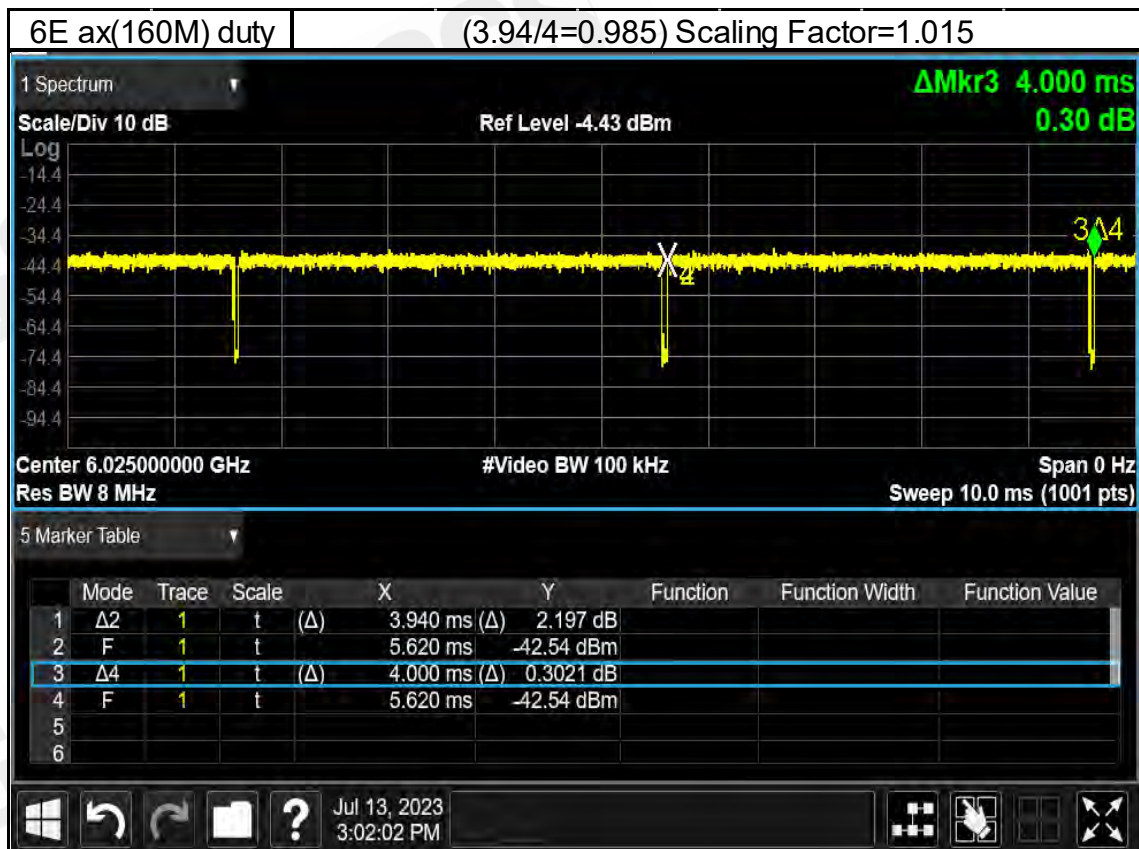 6E ax(160M) duty (3.94/4=0.985) Scaling Factor=1.015
1 Spectrum ΔMkr3 4.000 ms
Scale/Div 10 dB Ref Level -4.43 dBm 0.30 dB
Log
-14.4
-24.4
-34.4
3Δ4
-44.4
-54.4
-64.4
-74.4
-84.4
-94.4
Center 6.025000000 GHz #Video BW 100 kHz Span 0 Hz
Res BW 8 MHz Sweep 10.0 ms (1001 pts)
5 Marker Table
Mode Trace Scale X Y Function Function Width Function Value
1 Δ2 1 t (Δ) 3.940 ms (Δ) 2.197 dB
2 F 1 t 5.620 ms -42.54 dBm
3 Δ4 1 t (Δ) 4.000 ms (Δ) 0.3021 dB
4 F 1 t 5.620 ms -42.54 dBm
5
6
? Jul 13, 2023
3:02:02 PM